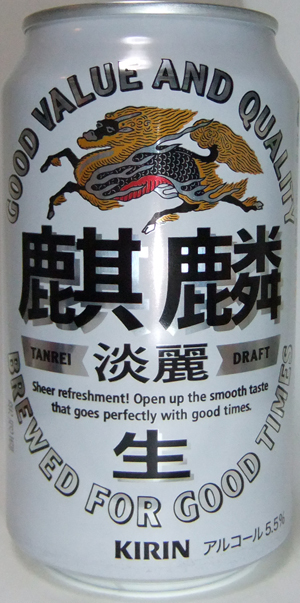 GOOD VALUE AND QUALITY
麒麟
TANREI 淡麗 DRAFT
Sheer refreshment! Open up the smooth taste
that goes perfectly with good times.
生
BREWED FOR GOOD TIMES
KIRIN アルコール5.5%